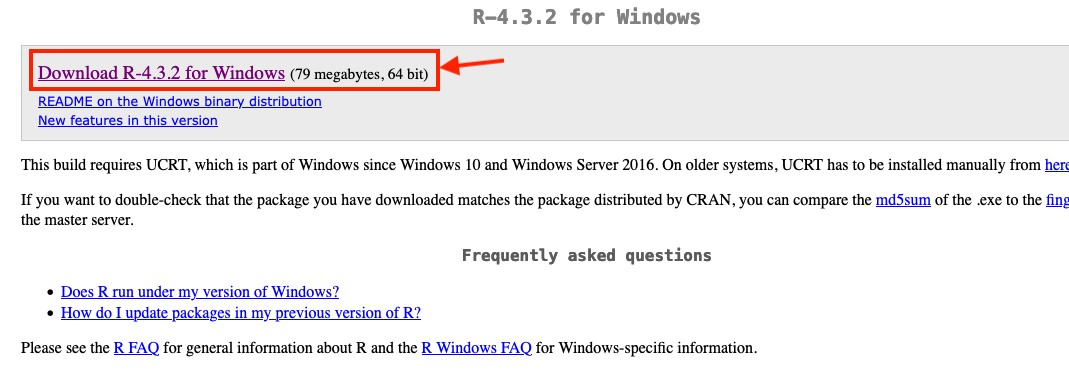 R-4.3.2 for Windows
Download R-4.3.2 for Windows (79 megabytes, 64 bit)
README on the Windows binary distribution
New features in this version
This build requires UCRT, which is part of Windows since Windows 10 and Windows Server 2016. On older systems, UCRT has to be installed manually from here
If you want to double-check that the package you have downloaded matches the package distributed by CRAN, you can compare the md5sum of the .exe to the fing
the master server.
Frequently asked questions
• Does R run under my version of Windows?
• How do I update packages in my previous version of R?
Please see the R FAQ for general information about R and the R Windows FAQ for Windows-specific information.